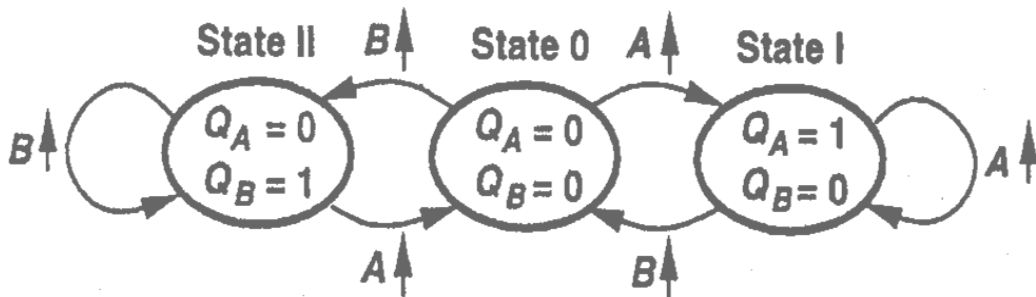 State II B State 0 A State I
B Q_A = 0 Q_A = 0 Q_A = 1 A
Q_B = 1 Q_B = 0 Q_B = 0
A B